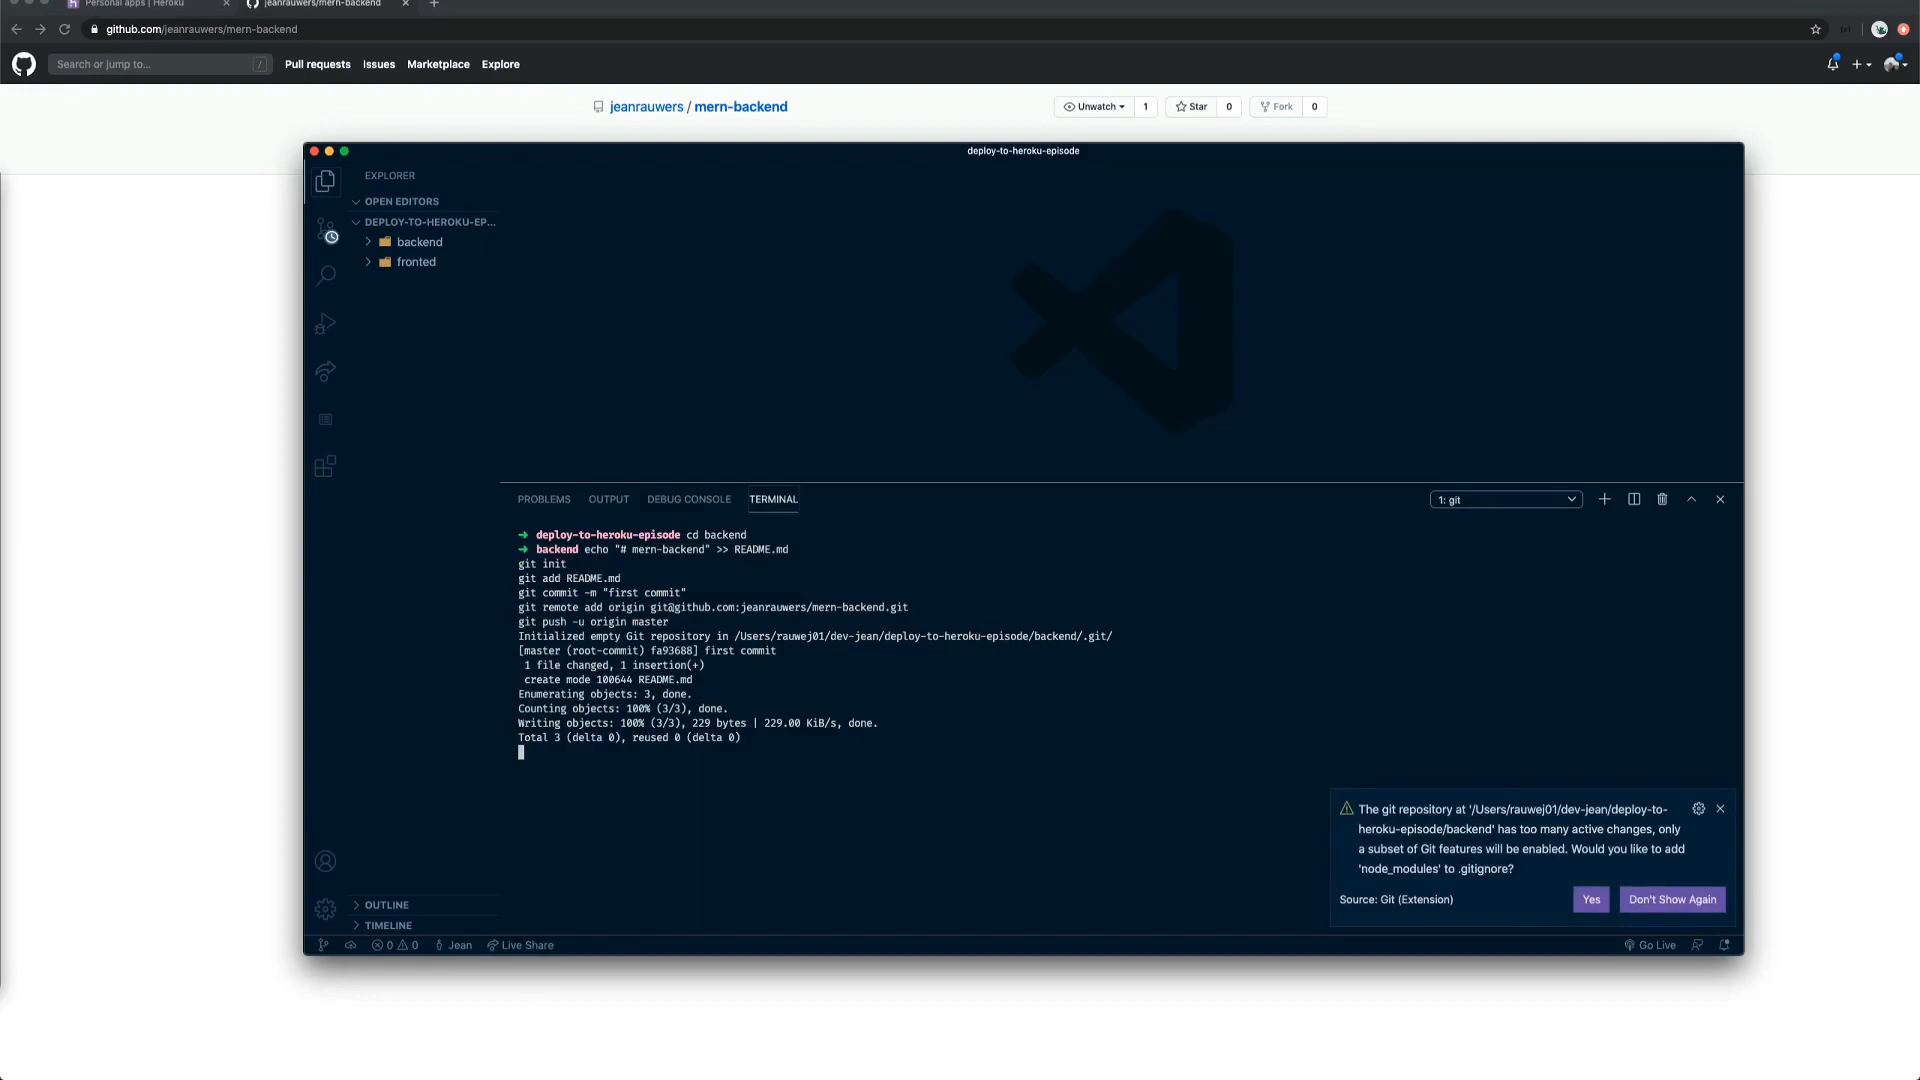 Personal apps | Heroku
jeanrauwers/mern-backend
github.com/jeanrauwers/mern-backend
Search or jump to...
/
Pull requests
Issues
Marketplace
Explore
jeanrauwers / mern-backend
Unwatch
1
Star
0
Fork
0
deploy-to-heroku-episode
EXPLORER
OPEN EDITORS
DEPLOY-TO-HEROKU-EP...
backend
fronted
PROBLEMS
OUTPUT
DEBUG CONSOLE
TERMINAL
1: git
→ deploy-to-heroku-episode cd backend
→ backend echo "# mern-backend" >> README.md
git init
git add README.md
git commit -m "first commit"
git remote add origin git@github.com:jeanrauwers/mern-backend.git
git push -u origin master
Initialized empty Git repository in /Users/rauwej01/dev-jean/deploy-to-heroku-episode/backend/.git/
[master (root-commit) fa93688] first commit
1 file changed, 1 insertion(+)
create mode 100644 README.md
Enumerating objects: 3, done.
Counting objects: 100% (3/3), done.
Writing objects: 100% (3/3), 229 bytes | 229.00 KiB/s, done.
Total 3 (delta 0), reused 0 (delta 0)
The git repository at '/Users/rauwej01/dev-jean/deploy-to-
heroku-episode/backend' has too many active changes, only
a subset of Git features will be enabled. Would you like to add
'node_modules' to .gitignore?
Source: Git (Extension)
Yes
Don't Show Again
OUTLINE
TIMELINE
0
0
Jean
Live Share
Go Live